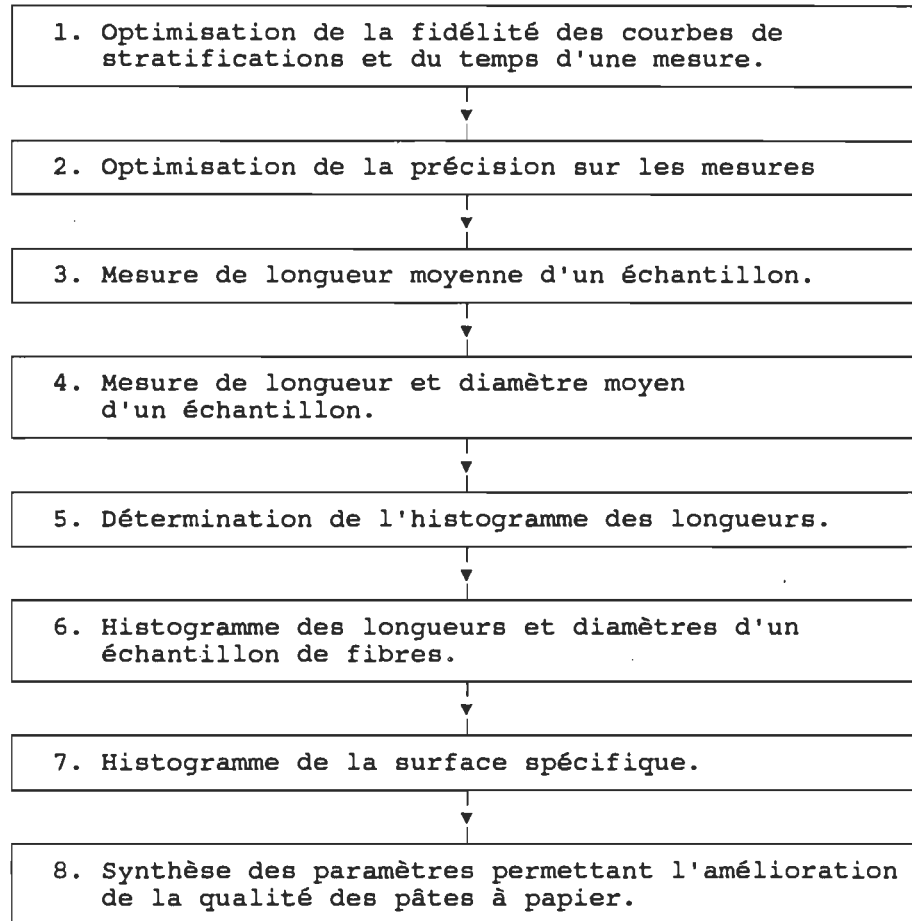 1. Optimisation de la fidélité des courbes de
stratifications et du temps d'une mesure.
2. Optimisation de la précision sur les mesures
3. Mesure de longueur moyenne d'un échantillon.
4. Mesure de longueur et diamètre moyen
d'un échantillon.
5. Détermination de l'histogramme des longueurs.
6. Histogramme des longueurs et diamètres d'un
échantillon de fibres.
7. Histogramme de la surface spécifique.
8. Synthèse des paramètres permettant l'amélioration
de la qualité des pâtes à papier.